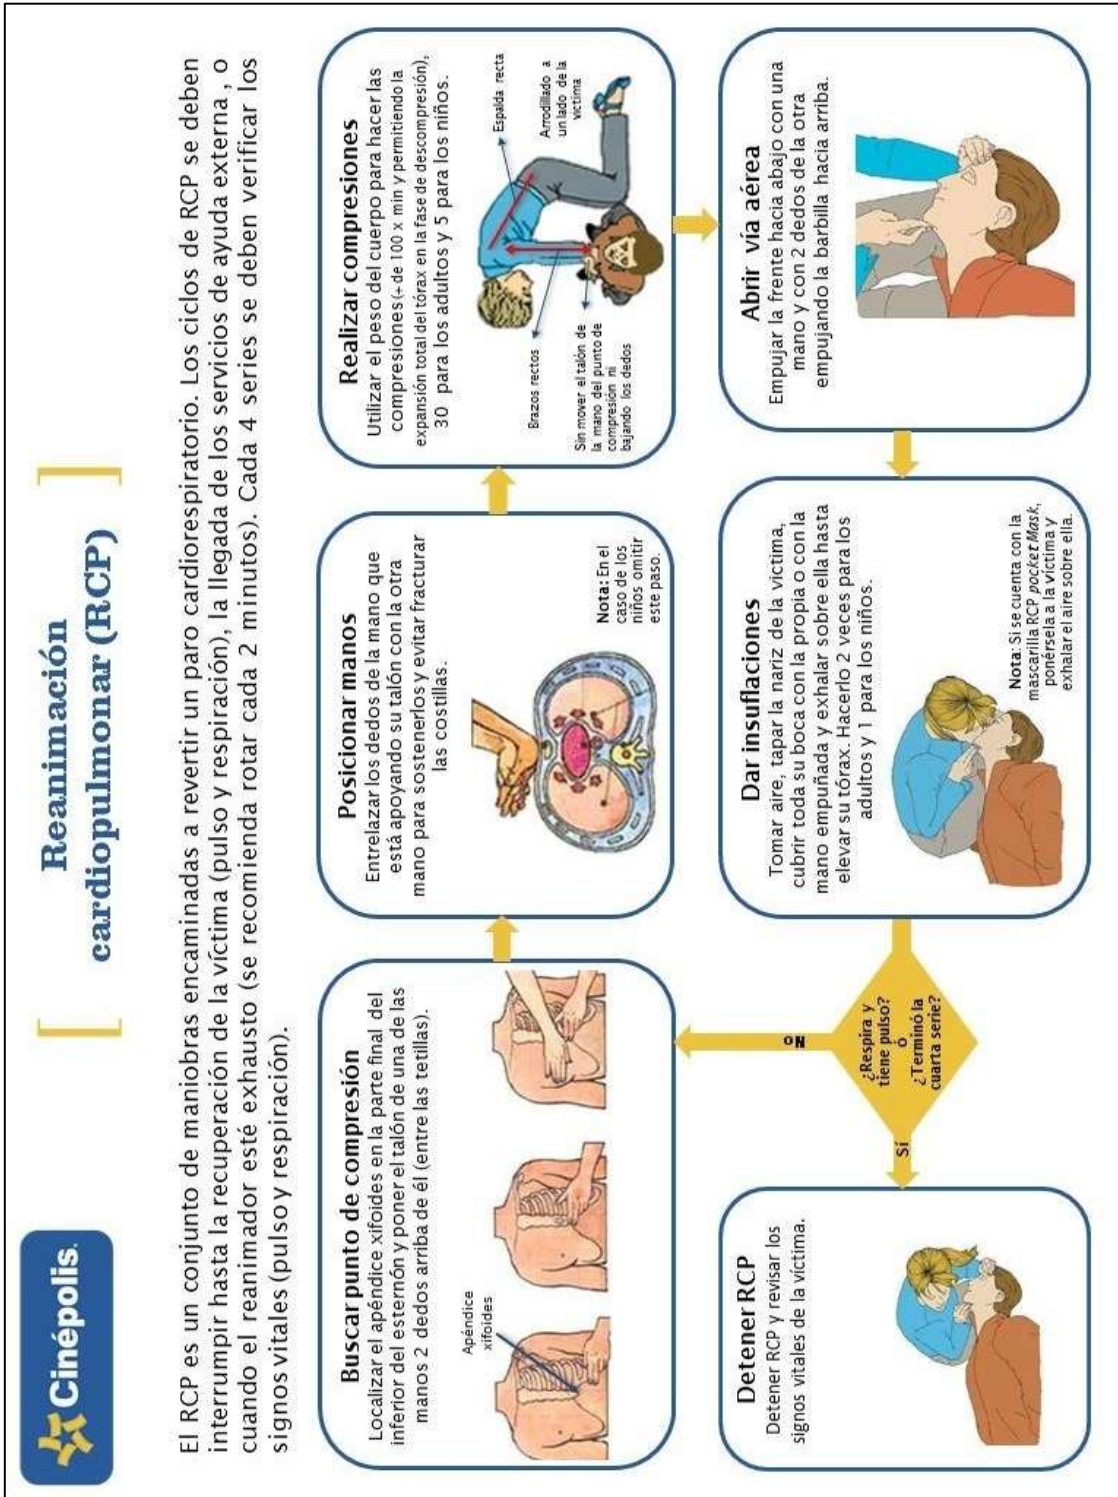 Cinépolis.
Reanimación
cardiopulmonar (RCP)
El RCP es un conjunto de maniobras encaminadas a revertir un paro cardiorespiratorio. Los ciclos de RCP se deben
interrumpir hasta la recuperación de la víctima (pulso y respiración), la llegada de los servicios de ayuda externa , o
cuando el reanimador esté exhausto (se recomienda rotar cada 2 minutos). Cada 4 series se deben verificar los
signos vitales (pulso y respiración).
Buscar punto de compresión
Localizar el apéndice xifoides en la parte final del
inferior del esternón y poner el talón de una de las
manos 2 dedos arriba de él (entre las tetillas).
Apéndice
xifoides
Posicionar manos
Entrelazar los dedos de la mano que
está apoyando su talón con la otra
mano para sostenerlos y evitar fracturar
las costillas.
Nota: En el
caso de los
niños omitir
este paso.
Realizar compresiones
Utilizar el peso del cuerpo para hacer las
compresiones (+ de 100 x min y permitiendo la
expansión total del tórax en la fase de descompresión),
30 para los adultos y 5 para los niños.
Brazos rectos
Espalda recta
Sin mover el talón de
la mano del punto de
compresión ni
bajando los dedos
Arrodillado a
un lado de la
victima
Abrir vía aérea
Empujar la frente hacia abajo con una
mano y con 2 dedos de la otra
empujando la barbilla hacia arriba.
Dar insuflaciones
Tomar aire, tapar la nariz de la víctima,
cubrir toda su boca con la propia o con la
mano empuñada y exhalar sobre ella hasta
elevar su tórax. Hacerlo 2 veces para los
adultos y 1 para los niños.
Nota: Si se cuenta con la
mascarilla RCP pocket Mask,
ponérsela a la víctima y
exhalar el aire sobre ella.
¿Respira y
tiene pulso?
ó
¿Terminó la
cuarta serie?
No
Sí
Detener RCP
Detener RCP y revisar los
signos vitales de la víctima.